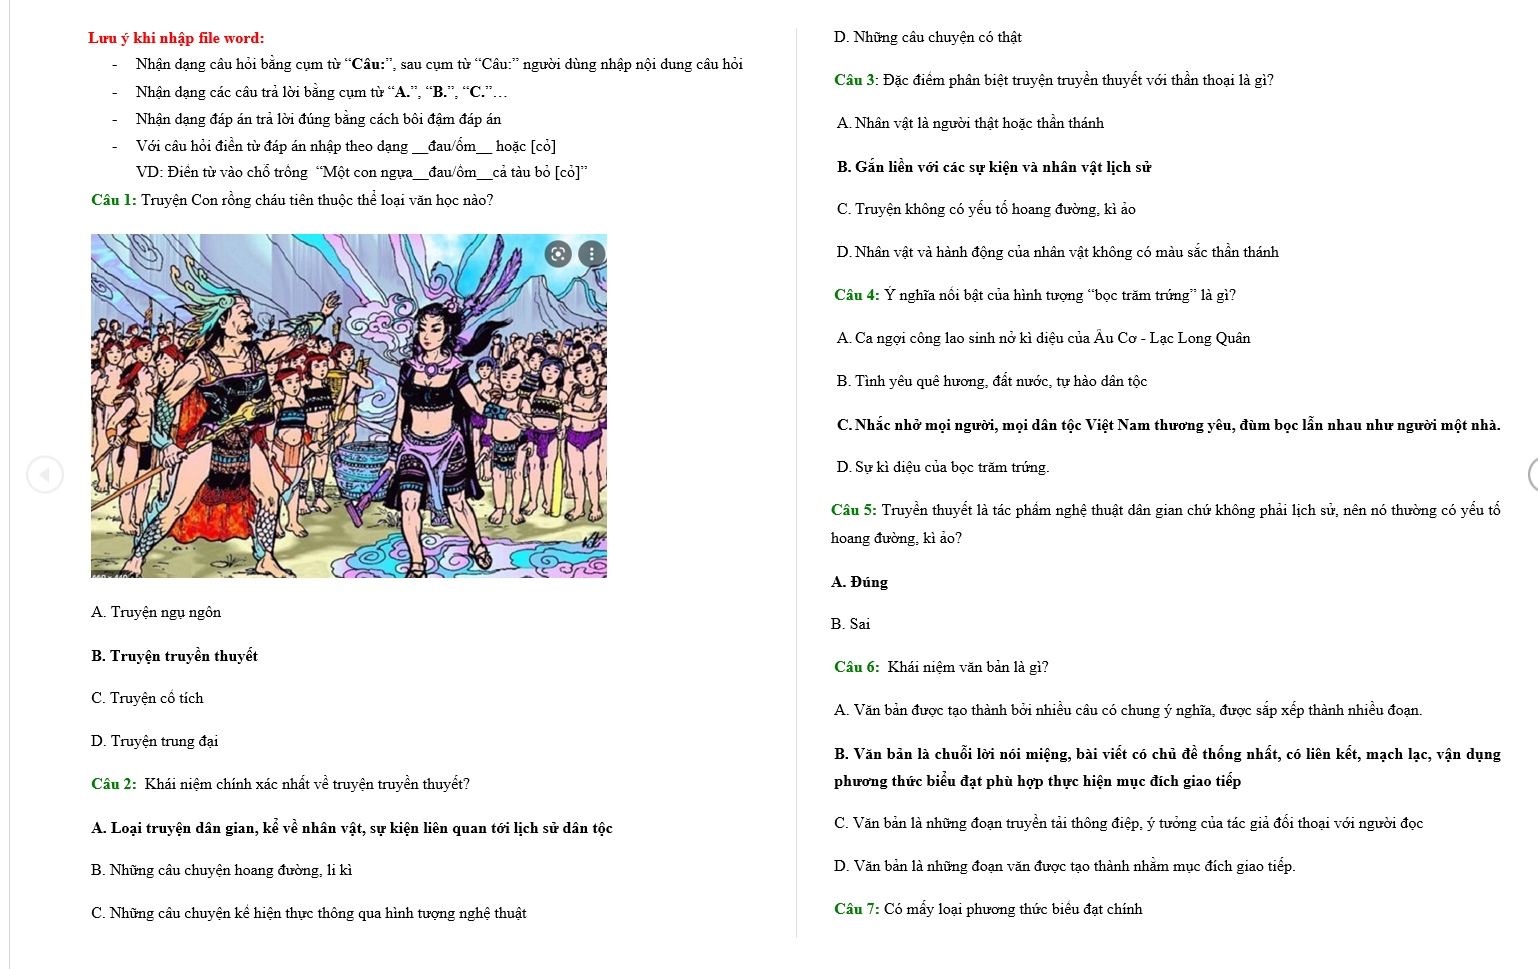 Lưu ý khi nhập file word:
- Nhận dạng câu hỏi bằng cụm từ “Câu:”, sau cụm từ “Câu:” người dùng nhập nội dung câu hỏi
- Nhận dạng các câu trả lời bằng cụm từ “A.”, “B.”, “C.”…
- Nhận dạng đáp án trả lời đúng bằng cách bôi đậm đáp án
- Với câu hỏi điền từ đáp án nhập theo dạng __đau/ốm__ hoặc [cỏ]
VD: Điền từ vào chỗ trống “Một con ngựa__đau/ốm__cả tàu bỏ [cỏ]”
Câu 1: Truyện Con rồng cháu tiên thuộc thể loại văn học nào?
A. Truyện ngụ ngôn
B. Truyện truyền thuyết
C. Truyện cổ tích
D. Truyện trung đại
Câu 2: Khái niệm chính xác nhất về truyện truyền thuyết?
A. Loại truyện dân gian, kể về nhân vật, sự kiện liên quan tới lịch sử dân tộc
B. Những câu chuyện hoang đường, li kì
C. Những câu chuyện kể hiện thực thông qua hình tượng nghệ thuật
D. Những câu chuyện có thật
Câu 3: Đặc điểm phân biệt truyện truyền thuyết với thần thoại là gì?
A. Nhân vật là người thật hoặc thần thánh
B. Gắn liền với các sự kiện và nhân vật lịch sử
C. Truyện không có yếu tố hoang đường, kì ảo
D. Nhân vật và hành động của nhân vật không có màu sắc thần thánh
Câu 4: Ý nghĩa nổi bật của hình tượng “bọc trăm trứng” là gì?
A. Ca ngợi công lao sinh nở kì diệu của Âu Cơ - Lạc Long Quân
B. Tình yêu quê hương, đất nước, tự hào dân tộc
C. Nhắc nhở mọi người, mọi dân tộc Việt Nam thương yêu, đùm bọc lẫn nhau như người một nhà.
D. Sự kì diệu của bọc trăm trứng.
Câu 5: Truyền thuyết là tác phẩm nghệ thuật dân gian chứ không phải lịch sử, nên nó thường có yếu tố
hoang đường, kì ảo?
A. Đúng
B. Sai
Câu 6: Khái niệm văn bản là gì?
A. Văn bản được tạo thành bởi nhiều câu có chung ý nghĩa, được sắp xếp thành nhiều đoạn.
B. Văn bản là chuỗi lời nói miệng, bài viết có chủ đề thống nhất, có liên kết, mạch lạc, vận dụng
phương thức biểu đạt phù hợp thực hiện mục đích giao tiếp
C. Văn bản là những đoạn truyền tải thông điệp, ý tưởng của tác giả đối thoại với người đọc
D. Văn bản là những đoạn văn được tạo thành nhằm mục đích giao tiếp.
Câu 7: Có mấy loại phương thức biểu đạt chính